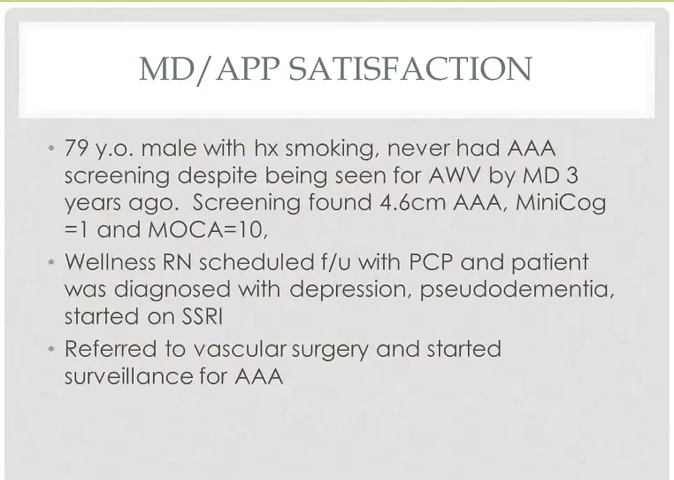 MD/APP SATISFACTION
• 79 y.o. male with hx smoking, never had AAA
screening despite being seen for AWV by MD 3
years ago.  Screening found 4.6cm AAA, MiniCog
=1 and MOCA=10,
• Wellness RN scheduled f/u with PCP and patient
was diagnosed with depression, pseudodementia,
started on SSRI
• Referred to vascular surgery and started
surveillance for AAA